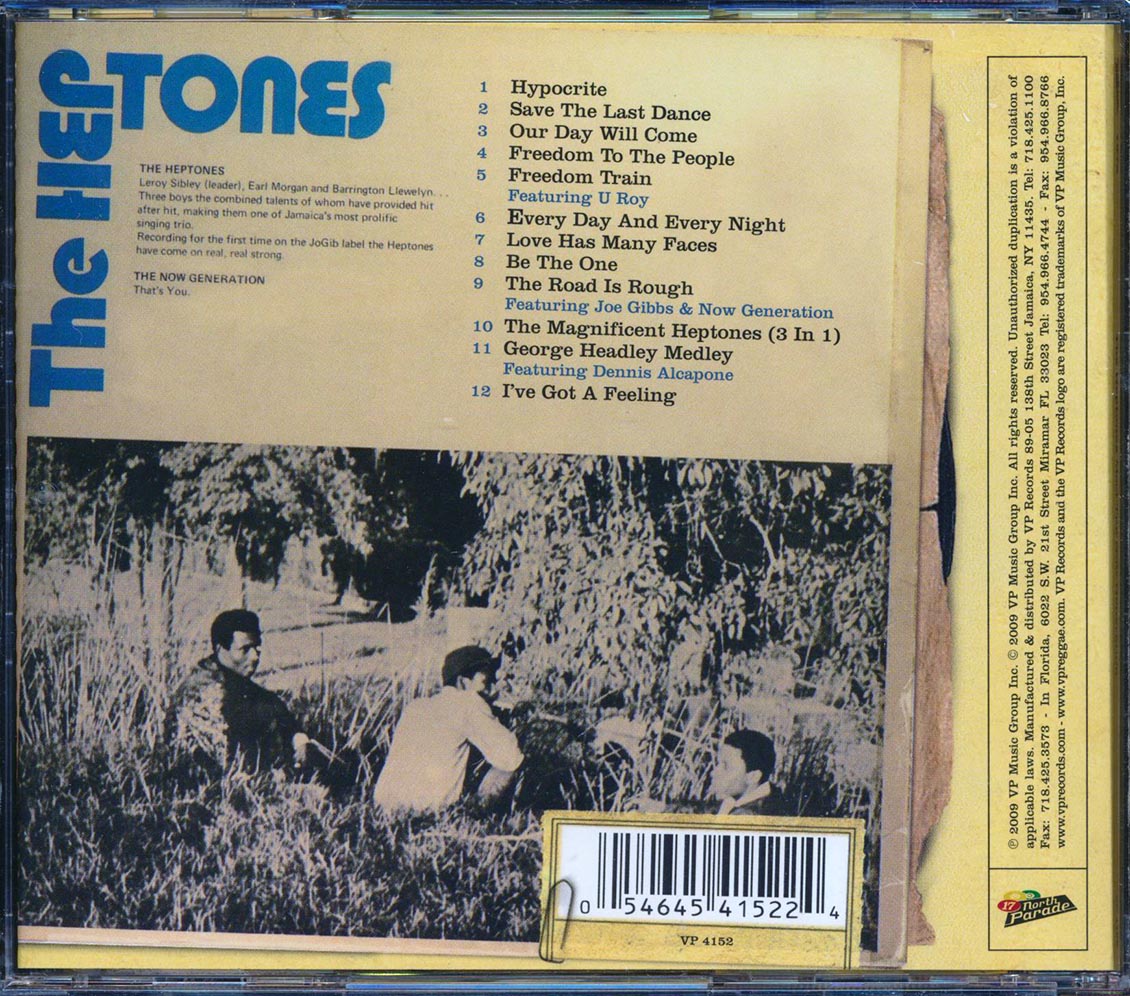 The HEPTONES
THE HEPTONES
Leroy Sibley (leader), Earl Morgan and Barrington Llewelyn. . .
Three boys the combined talents of whom have provided hit
after hit, making them one of Jamaica's most prolific
singing trio.
Recording for the first time on the JoGib label the Heptones
have come on real, real strong.
THE NOW GENERATION
That's You.
1 Hypocrite
2 Save The Last Dance
3 Our Day Will Come
4 Freedom To The People
5 Freedom Train
Featuring U Roy
6 Every Day And Every Night
7 Love Has Many Faces
8 Be The One
9 The Road Is Rough
Featuring Joe Gibbs & Now Generation
10 The Magnificent Heptones (3 In 1)
11 George Headley Medley
Featuring Dennis Alcapone
12 I've Got A Feeling
0 54645 41522 4
VP 4152
℗ 2009 VP Music Group Inc. © 2009 VP Music Group Inc. All rights reserved. Unauthorized duplication is a violation of
applicable laws. Manufactured & distributed by VP Records 89-05 138th Street Jamaica, NY 11435. Tel: 718.425.1100
Fax: 718.425.3573 - In Florida, 6022 S.W. 21st Street Miramar FL 33023 Tel: 954.966.4744 - Fax: 954.966.8766
www.vprecords.com - www.vpreggae.com. VP Records and the VP Records logo are registered trademarks of VP Music Group, Inc.
17 North
Parade